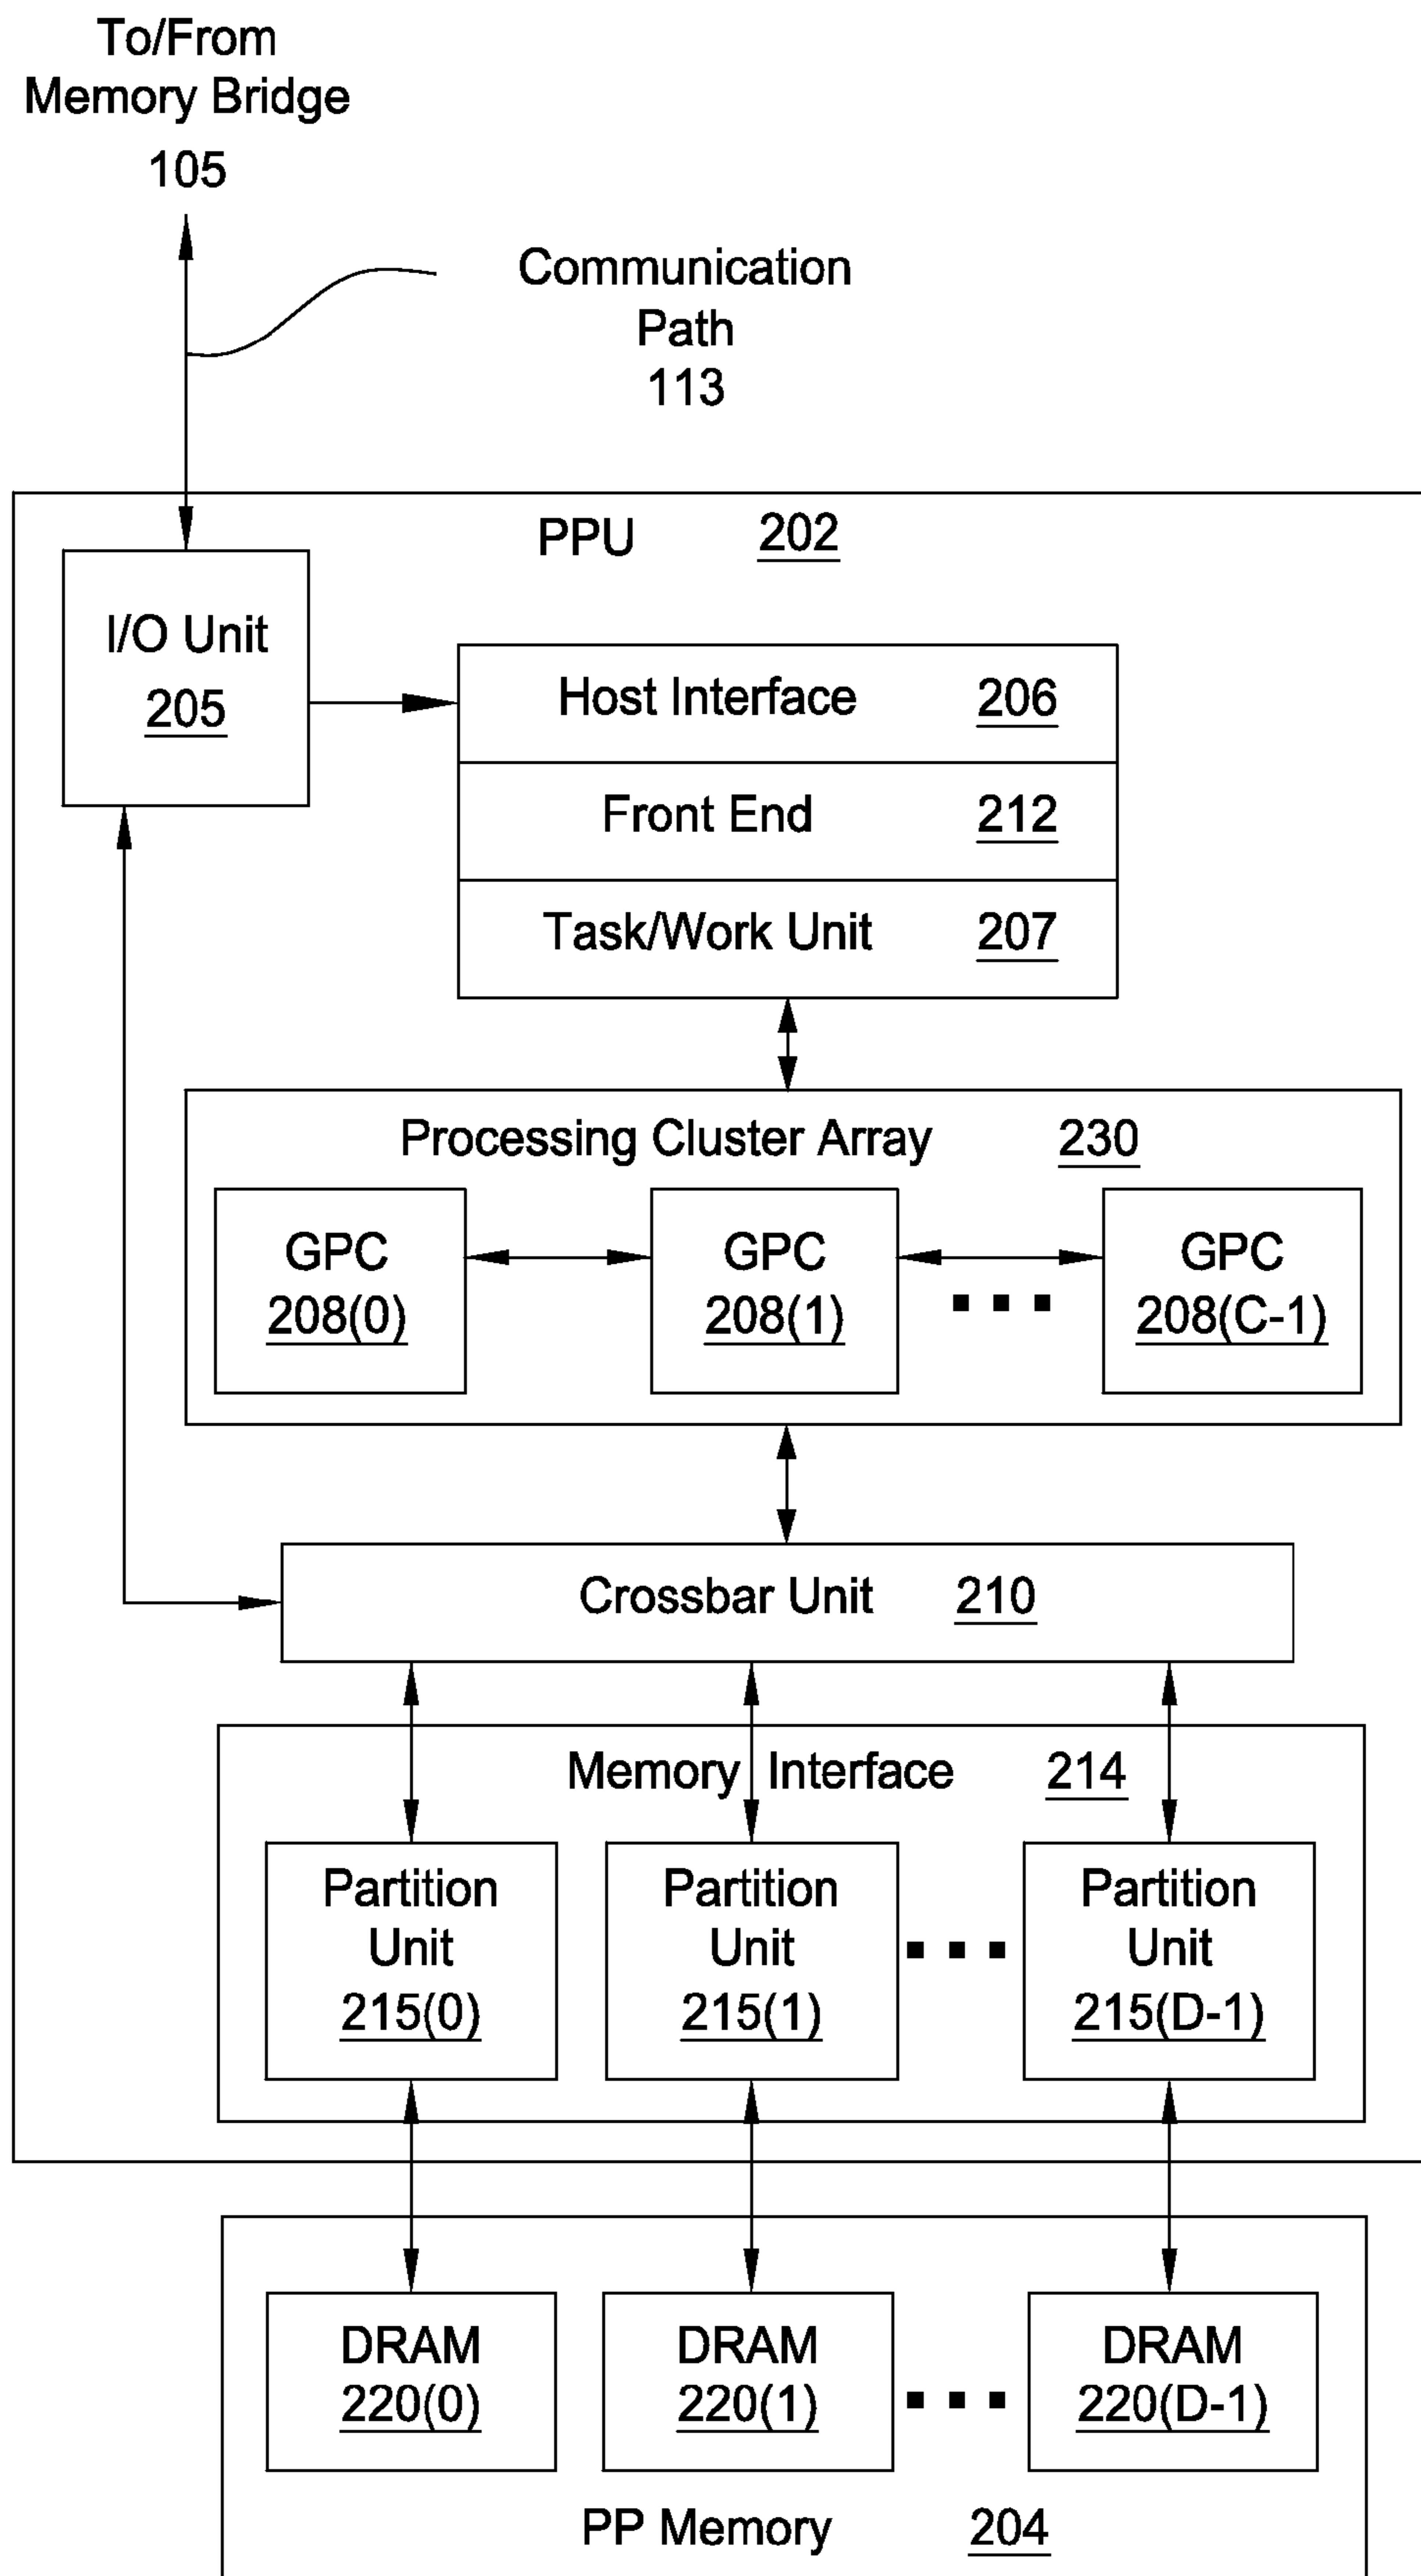 To/From
Memory Bridge
105
Communication
Path
113
PPU 202
I/O Unit
205
Host Interface 206
Front End 212
Task/Work Unit 207
Processing Cluster Array 230
GPC
208(0)
GPC
208(1)
GPC
208(C-1)
Crossbar Unit 210
Memory Interface 214
Partition
Unit
215(0)
Partition
Unit
215(1)
Partition
Unit
215(D-1)
DRAM
220(0)
DRAM
220(1)
DRAM
220(D-1)
PP Memory 204